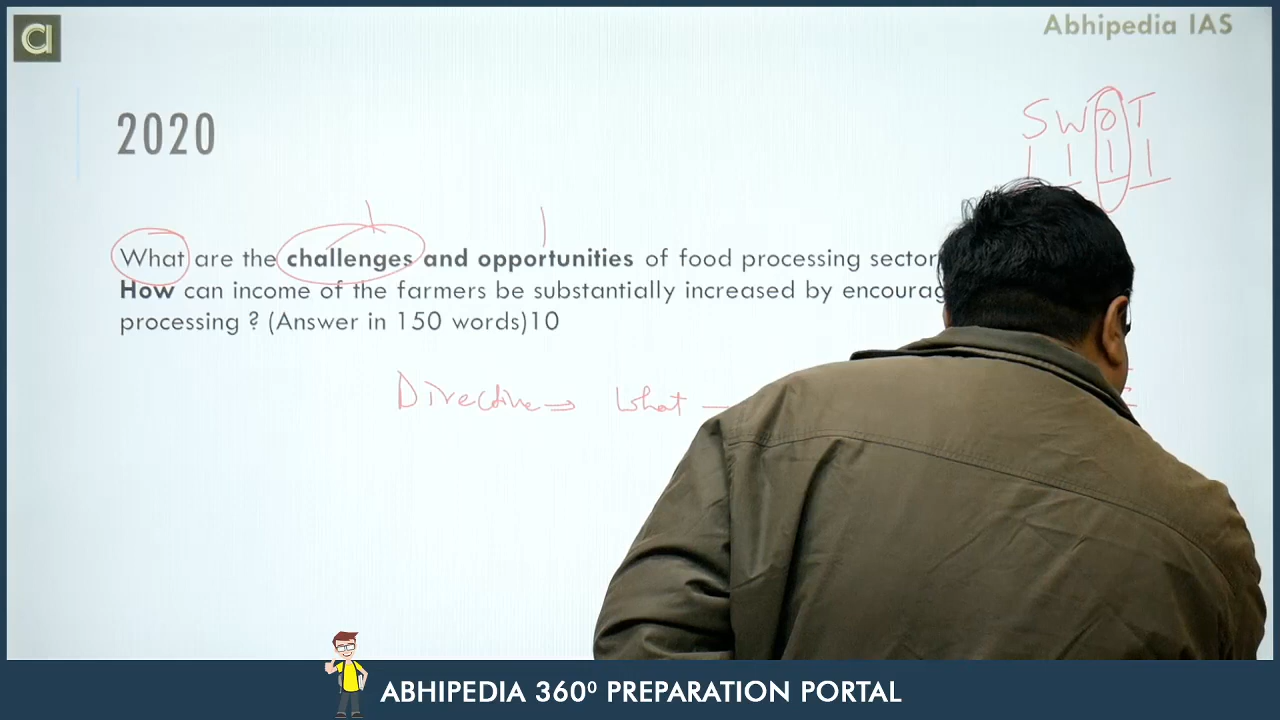 Abhipedia IAS
a
2020
SWOT
What are the challenges and opportunities of food processing sector
How can income of the farmers be substantially increased by encourag
processing ? (Answer in 150 words)10
Directive → What —
ABHIPEDIA 360⁰ PREPARATION PORTAL